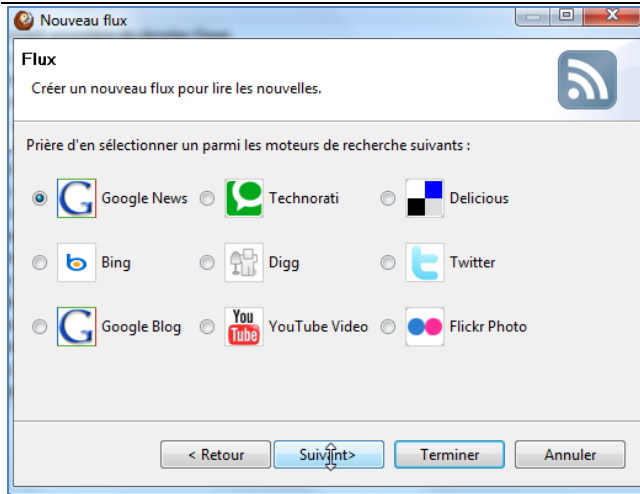 Nouveau flux
Flux
Créer un nouveau flux pour lire les nouvelles.
Prière d'en sélectionner un parmi les moteurs de recherche suivants :
Google News Technorati Delicious
Bing Digg Twitter
Google Blog You Tube YouTube Video Flickr Photo
< Retour Suivant> Terminer Annuler